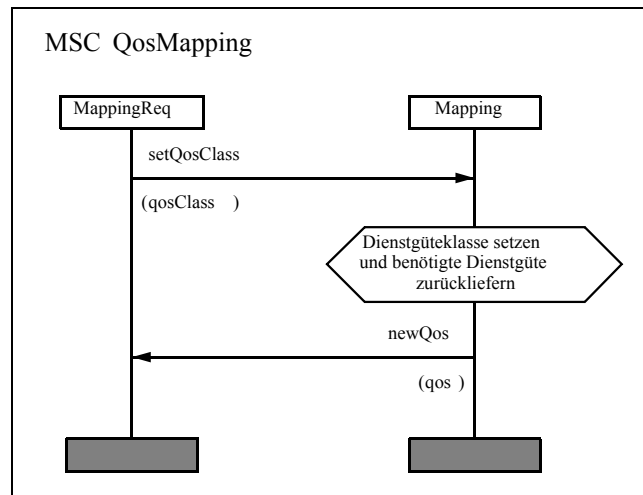 MSC QosMapping
MappingReq
Mapping
setQosClass
(qosClass )
Dienstgüteklasse setzen
und benötigte Dienstgüte
zurückliefern
newQos
(qos )